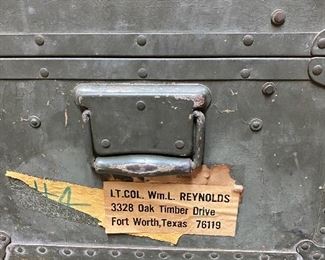 LT.COL. Wm.L. REYNOLDS
3328 Oak Timber Drive
Fort Worth,Texas 76119